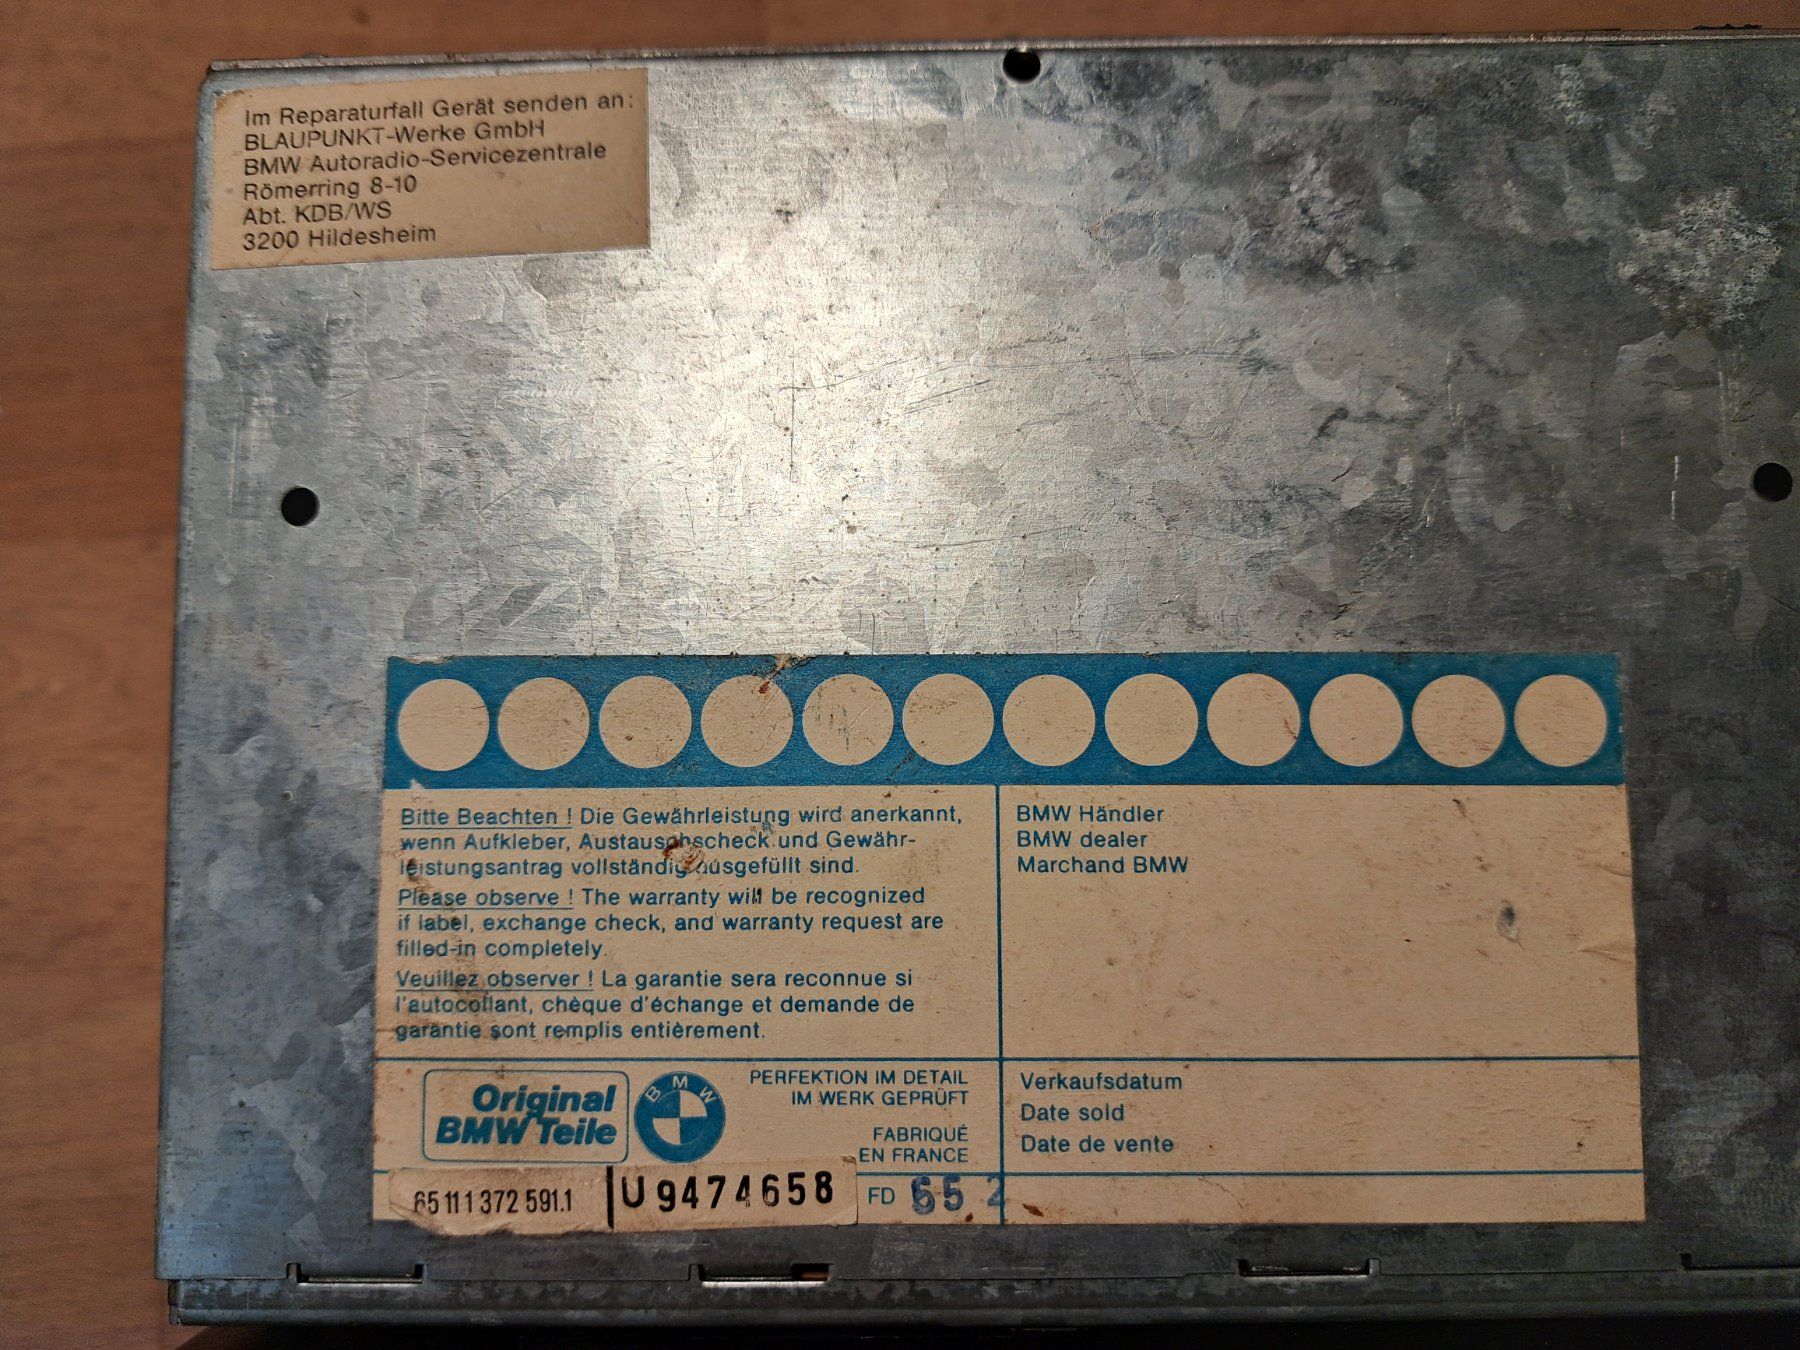 Im Reparaturfall Gerät senden an:
BLAUPUNKT-Werke GmbH
BMW Autoradio-Servicezentrale
Römerring 8-10
Abt. KDB/WS
3200 Hildesheim
Bitte Beachten ! Die Gewährleistung wird anerkannt,
wenn Aufkleber, Austauschscheck und Gewähr-
leistungsantrag vollständig ausgefüllt sind.
Please observe ! The warranty will be recognized
if label, exchange check, and warranty request are
filled-in completely.
Veuillez observer ! La garantie sera reconnue si
l'autocollant, chèque d'échange et demande de
garantie sont remplis entièrement.
BMW Händler
BMW dealer
Marchand BMW
Original
BMW Teile
BMW
PERFEKTION IM DETAIL
IM WERK GEPRÜFT
FABRIQUÉ
EN FRANCE
Verkaufsdatum
Date sold
Date de vente
65 11 1 372 591.1
U 9474658
FD 65 2